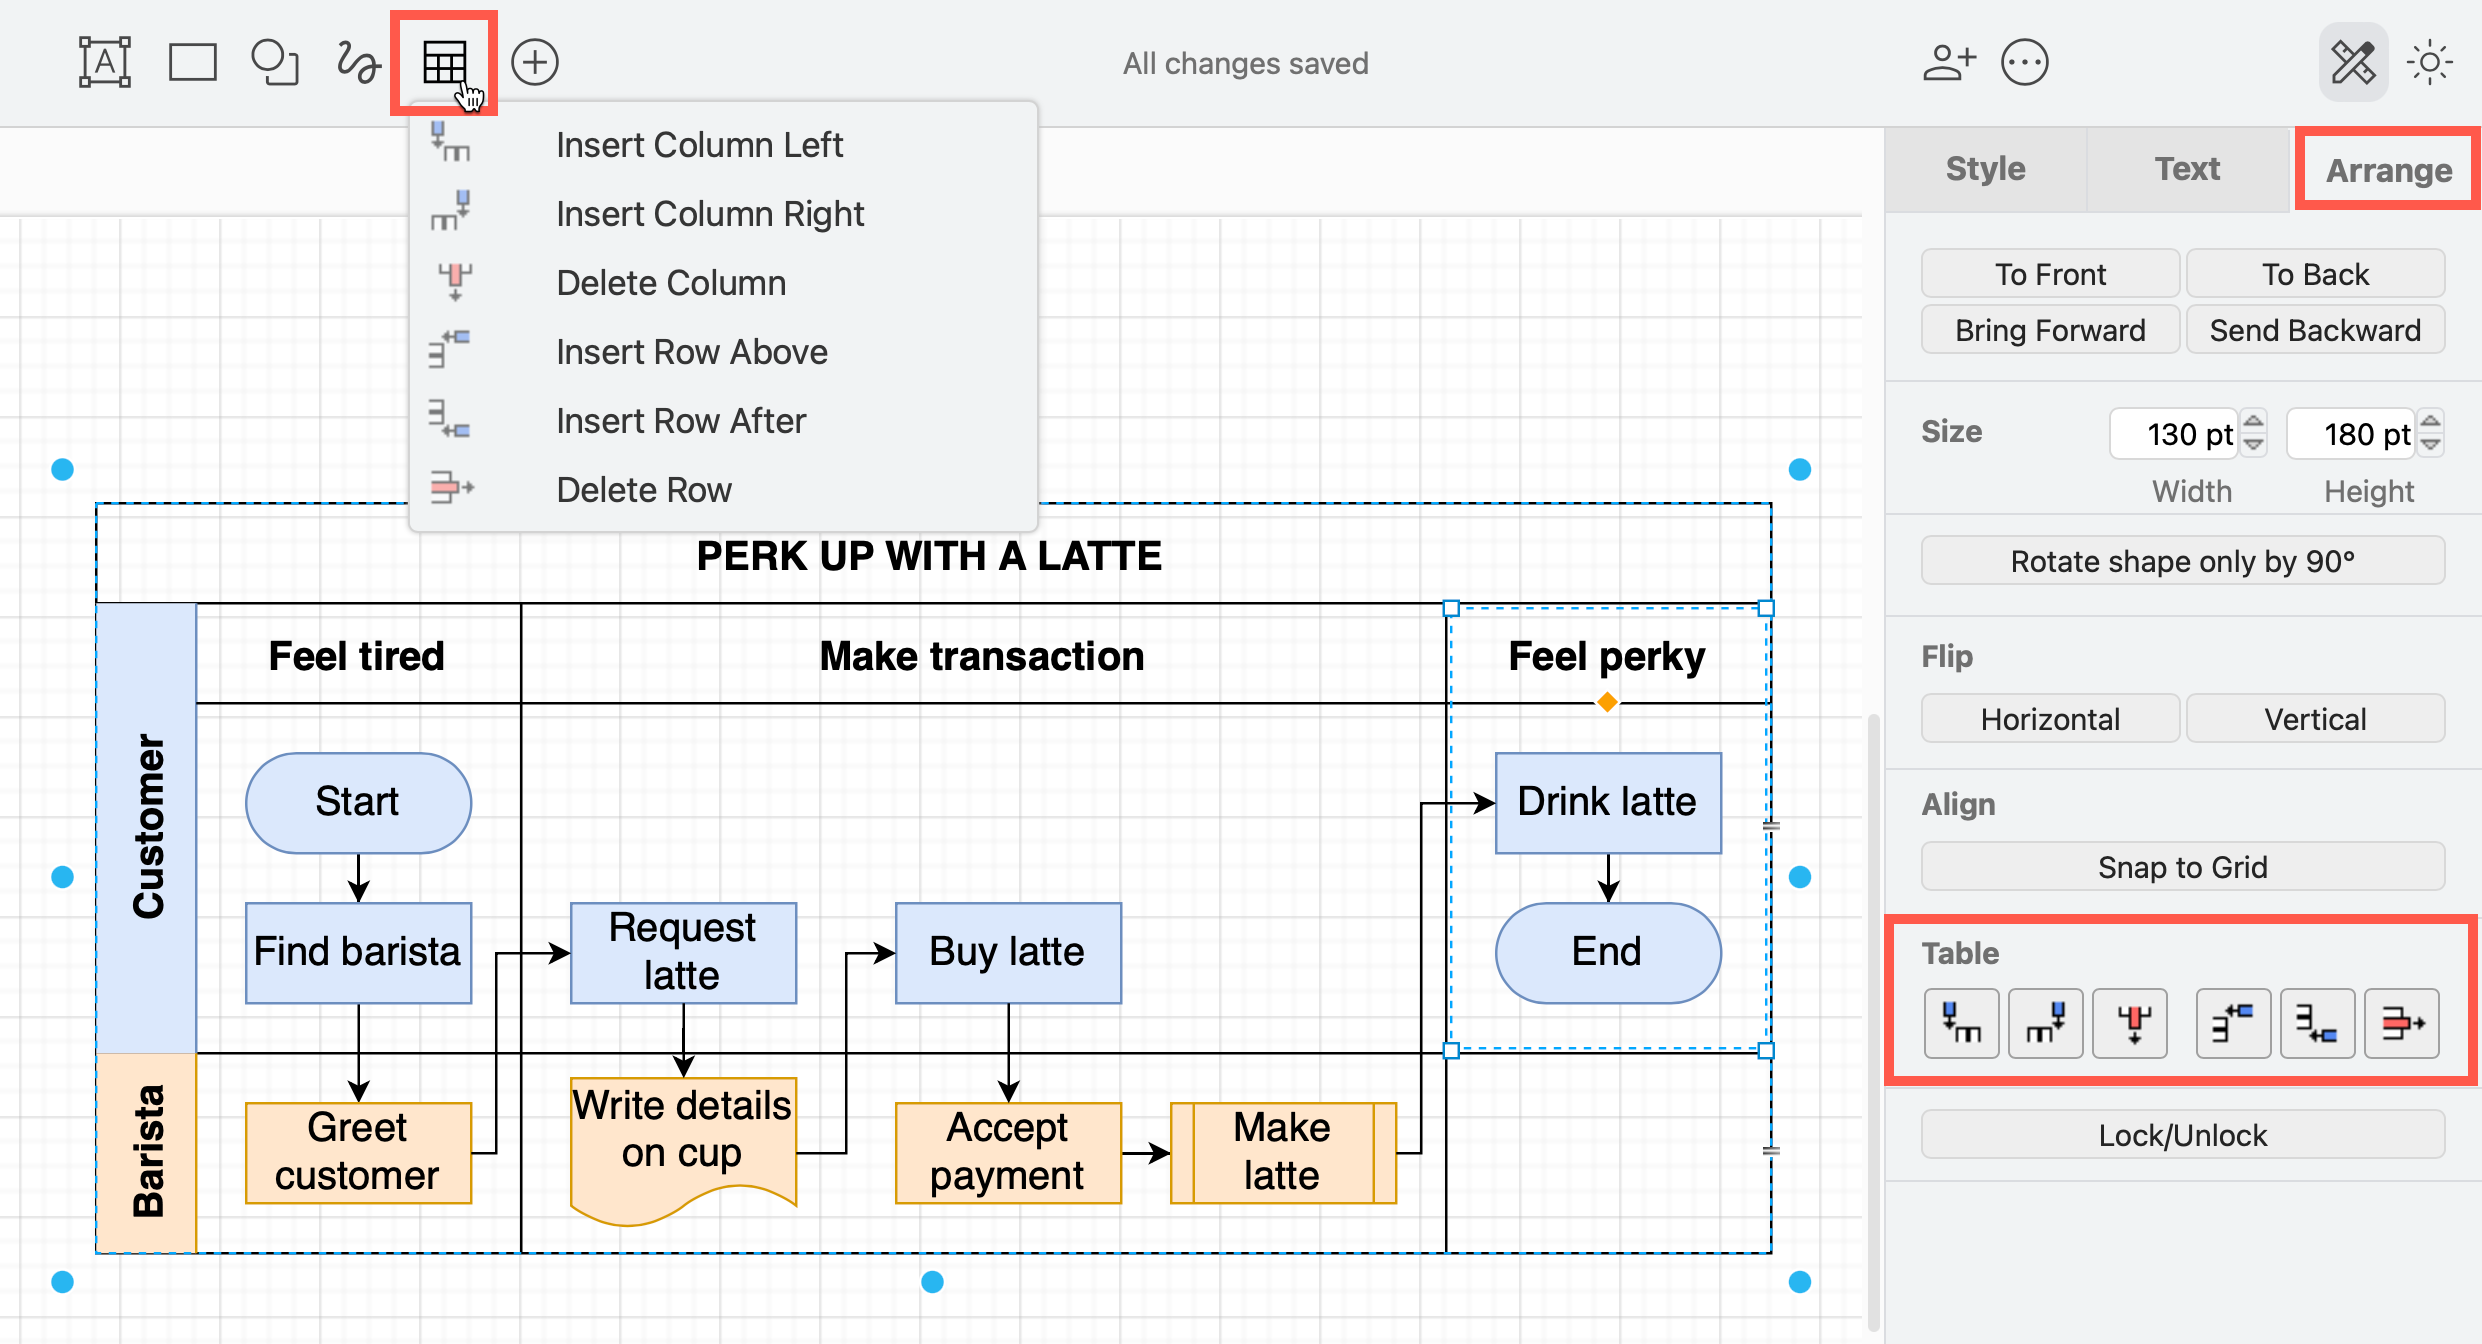 A
All changes saved
Insert Column Left
Insert Column Right
Delete Column
Insert Row Above
Insert Row After
Delete Row
Style
Text
Arrange
To Front
To Back
Bring Forward
Send Backward
Size
130 pt
180 pt
Width
Height
Rotate shape only by 90°
Flip
Horizontal
Vertical
Align
Snap to Grid
Table
Lock/Unlock
PERK UP WITH A LATTE
Customer
Feel tired
Make transaction
Feel perky
Start
Drink latte
Find barista
Request
latte
Buy latte
End
Barista
Greet
customer
Write details
on cup
Accept
payment
Make
latte